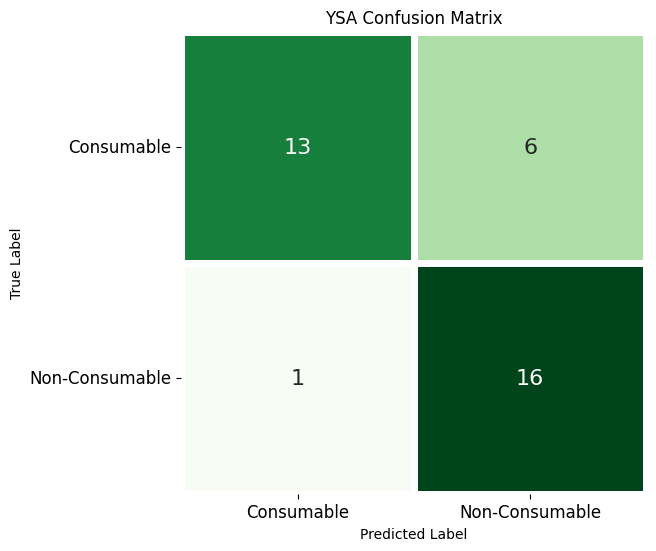 YSA Confusion Matrix
True Label
Consumable
13
6
Non-Consumable
1
16
Consumable
Non-Consumable
Predicted Label